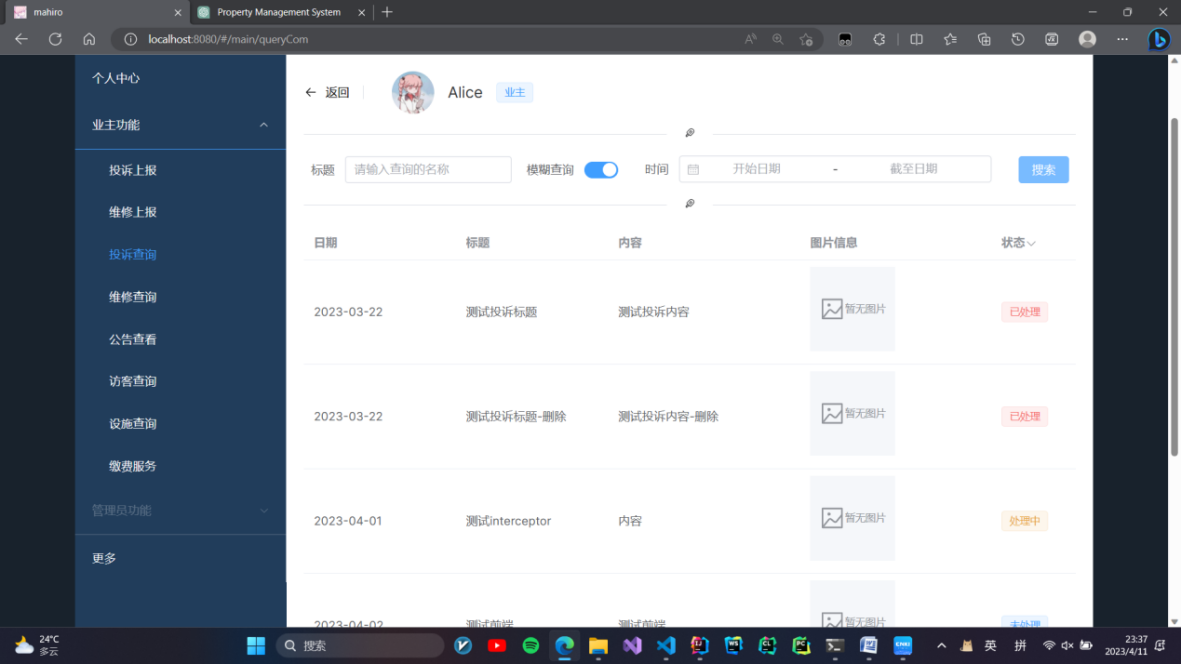 mahiro
Property Management System
localhost:8080/#/main/queryCom
个人中心
业主功能
投诉上报
维修上报
投诉查询
维修查询
公告查看
访客查询
设施查询
缴费服务
管理员功能
更多
返回
Alice
业主
标题
请输入查询的名称
模糊查询
时间
开始日期
-
截至日期
搜索
日期 标题 内容 图片信息 状态
2023-03-22 测试投诉标题 测试投诉内容 暂无图片 已处理
2023-03-22 测试投诉标题-删除 测试投诉内容-删除 暂无图片 已处理
2023-04-01 测试interceptor 内容 暂无图片 处理中
2023-04-02 测试前端 测试前端 暂无图片 未处理
24°C
多云
搜索
英
拼
23:37
2023/4/11